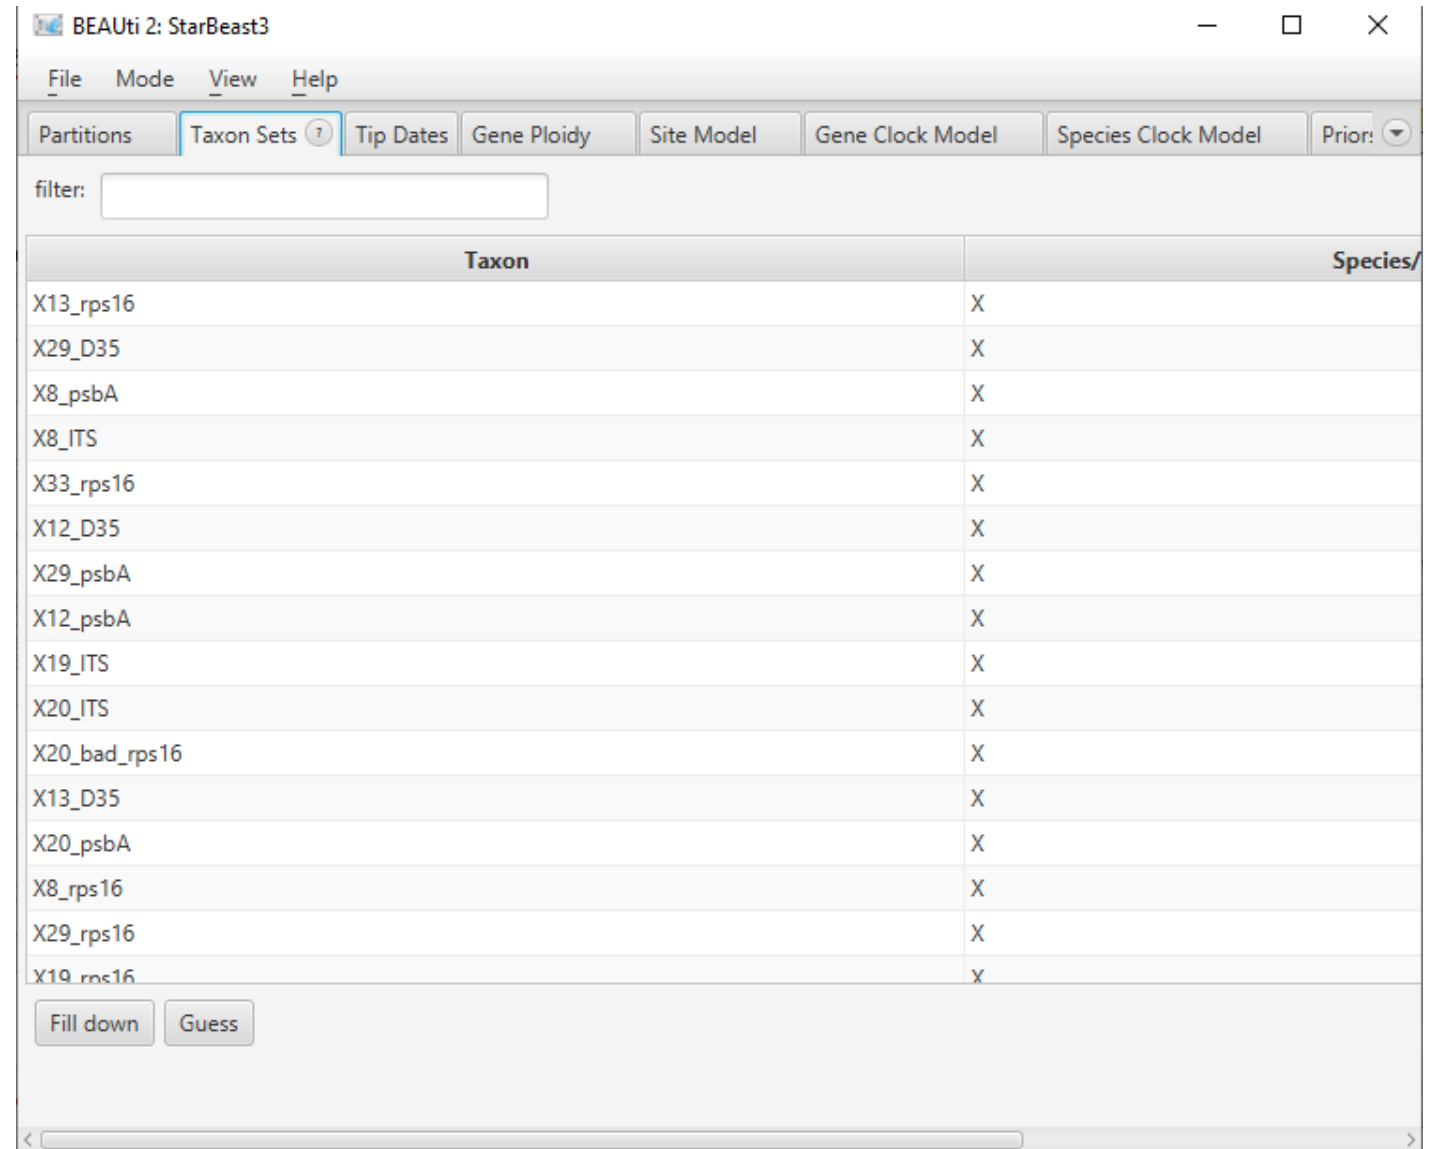 BEAUti 2: StarBeast3
File Mode View Help
Partitions Taxon Sets ? Tip Dates Gene Ploidy Site Model Gene Clock Model Species Clock Model Priors
filter:
Taxon Species/
X13_rps16 X
X29_D35 X
X8_psbA X
X8_ITS X
X33_rps16 X
X12_D35 X
X29_psbA X
X12_psbA X
X19_ITS X
X20_ITS X
X20_bad_rps16 X
X13_D35 X
X20_psbA X
X8_rps16 X
X29_rps16 X
X19_rps16 X
Fill down Guess